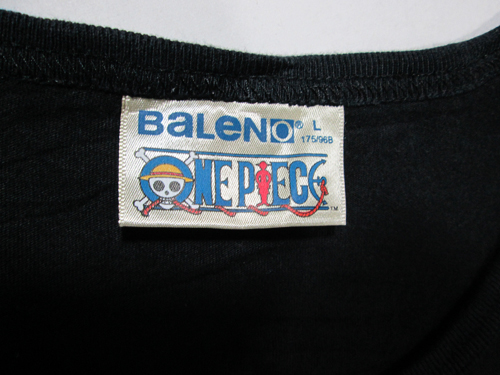 BaLeNO® L
175/96B
ONE PIECE™